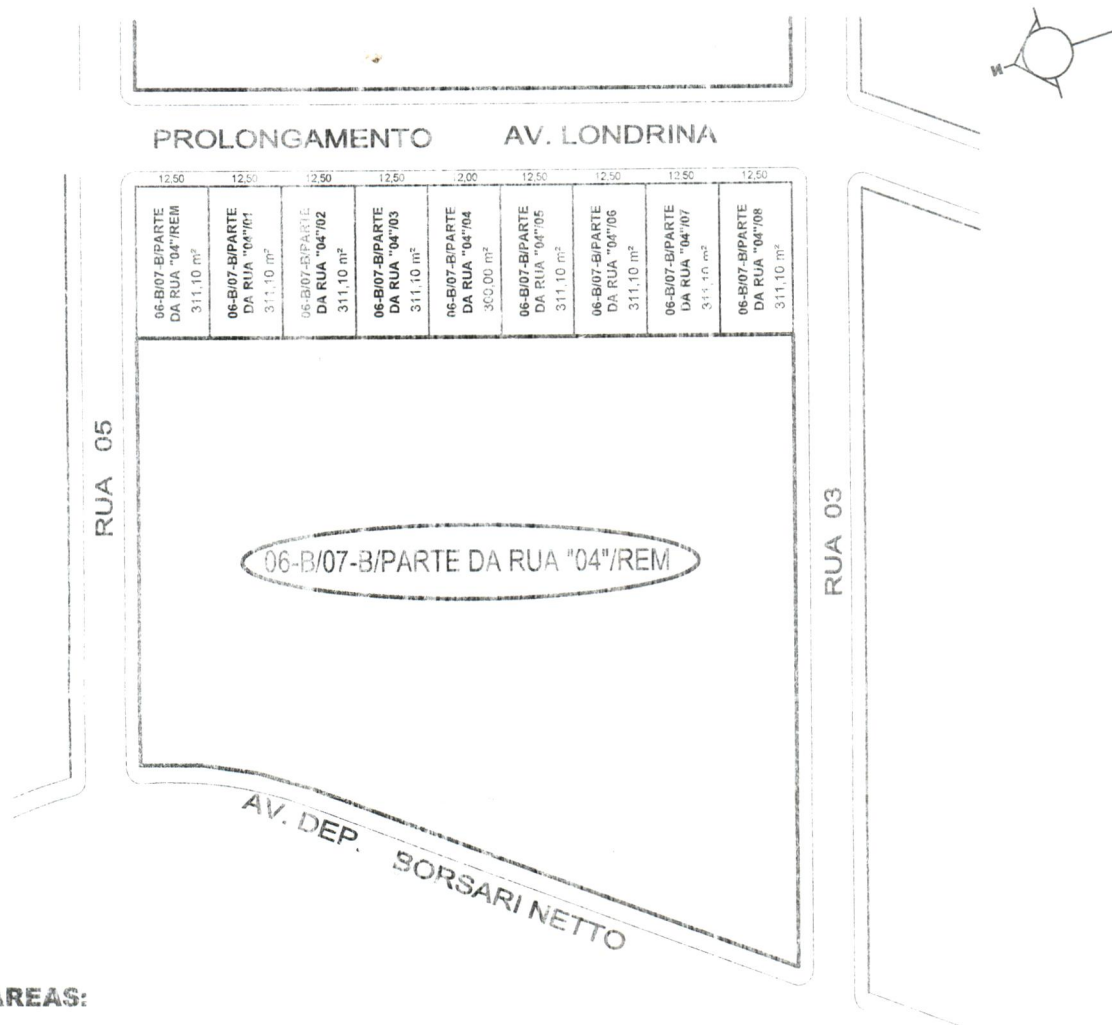 N
PROLONGAMENTO AV. LONDRINA
12,50 12,50 12,50 12,50 12,00 12,50 12,50 12,50 12,50
06-B/07-B/PARTE
DA RUA "04"/REM
311,10 m²
06-B/07-B/PARTE
DA RUA "04"/01
311,10 m²
06-B/07-B/PARTE
DA RUA "04"/02
311,10 m²
06-B/07-B/PARTE
DA RUA "04"/03
311,10 m²
06-B/07-B/PARTE
DA RUA "04"/04
300,00 m²
06-B/07-B/PARTE
DA RUA "04"/05
311,10 m²
06-B/07-B/PARTE
DA RUA "04"/06
311,10 m²
06-B/07-B/PARTE
DA RUA "04"/07
311,10 m²
06-B/07-B/PARTE
DA RUA "04"/08
311,10 m²
RUA 05
06-B/07-B/PARTE DA RUA "04"/REM
RUA 03
AV. DEP. BORSARI NETTO
AREAS: